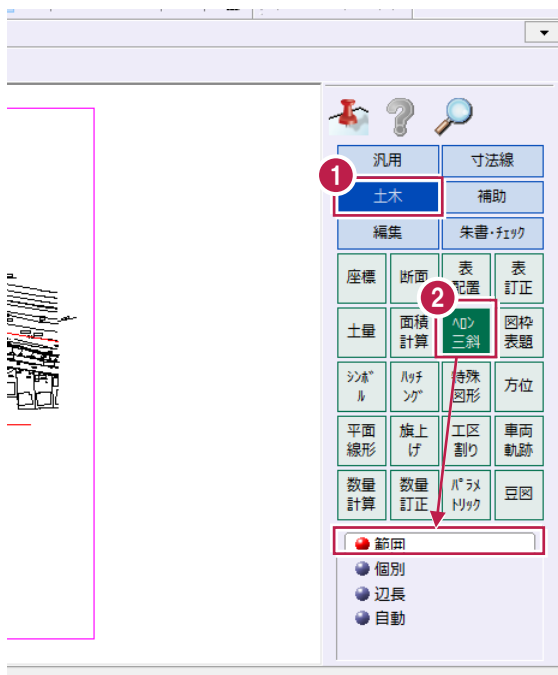 汎用 寸法線
1
土木 補助
編集 朱書・ﾁｪｯｸ
座標 断面 表 表
配置 訂正
2
土量 面積 ﾍﾛﾝ 図枠
計算 三斜 表題
ｼﾝﾎﾞ ﾊｯﾁ 特殊 方位
ﾙ ﾝｸﾞ 図形
平面 旗上 工区 車両
線形 げ 割り 軌跡
数量 数量 ﾊﾟﾗﾒ 豆図
計算 訂正 ﾄﾘｯｸ
範囲
個別
辺長
自動